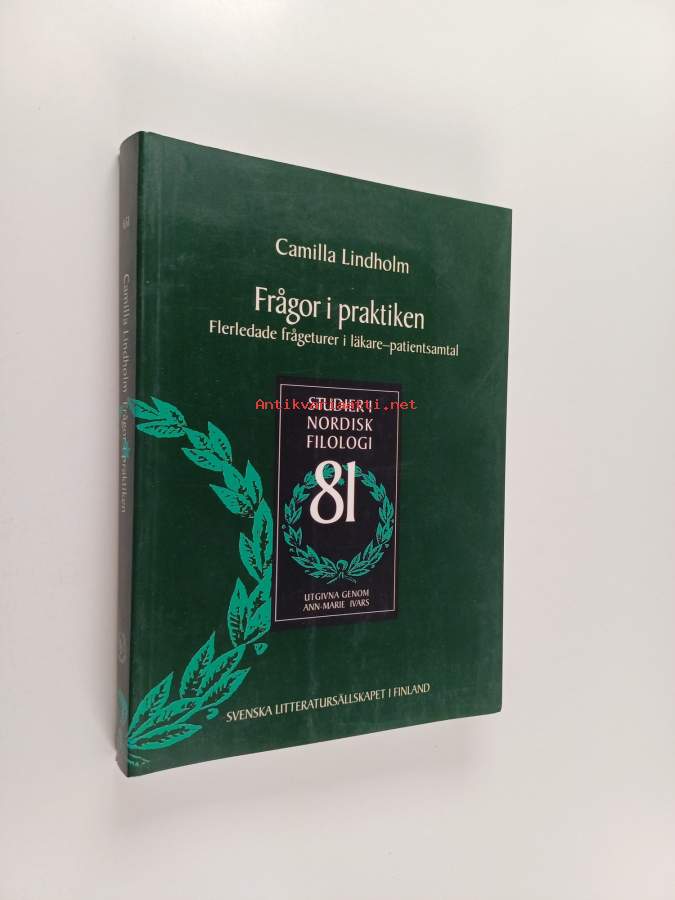 Camilla Lindholm
Frågor i praktiken
Flerledade frågeturer i läkare–patientsamtal
STUDIER I
Antikvariaatti.net
NORDISK
FILOLOGI
81
UTGIVNA GENOM
ANN-MARIE IVARS
SVENSKA LITTERATURSÄLLSKAPET I FINLAND
Camilla Lindholm Frågor i praktiken